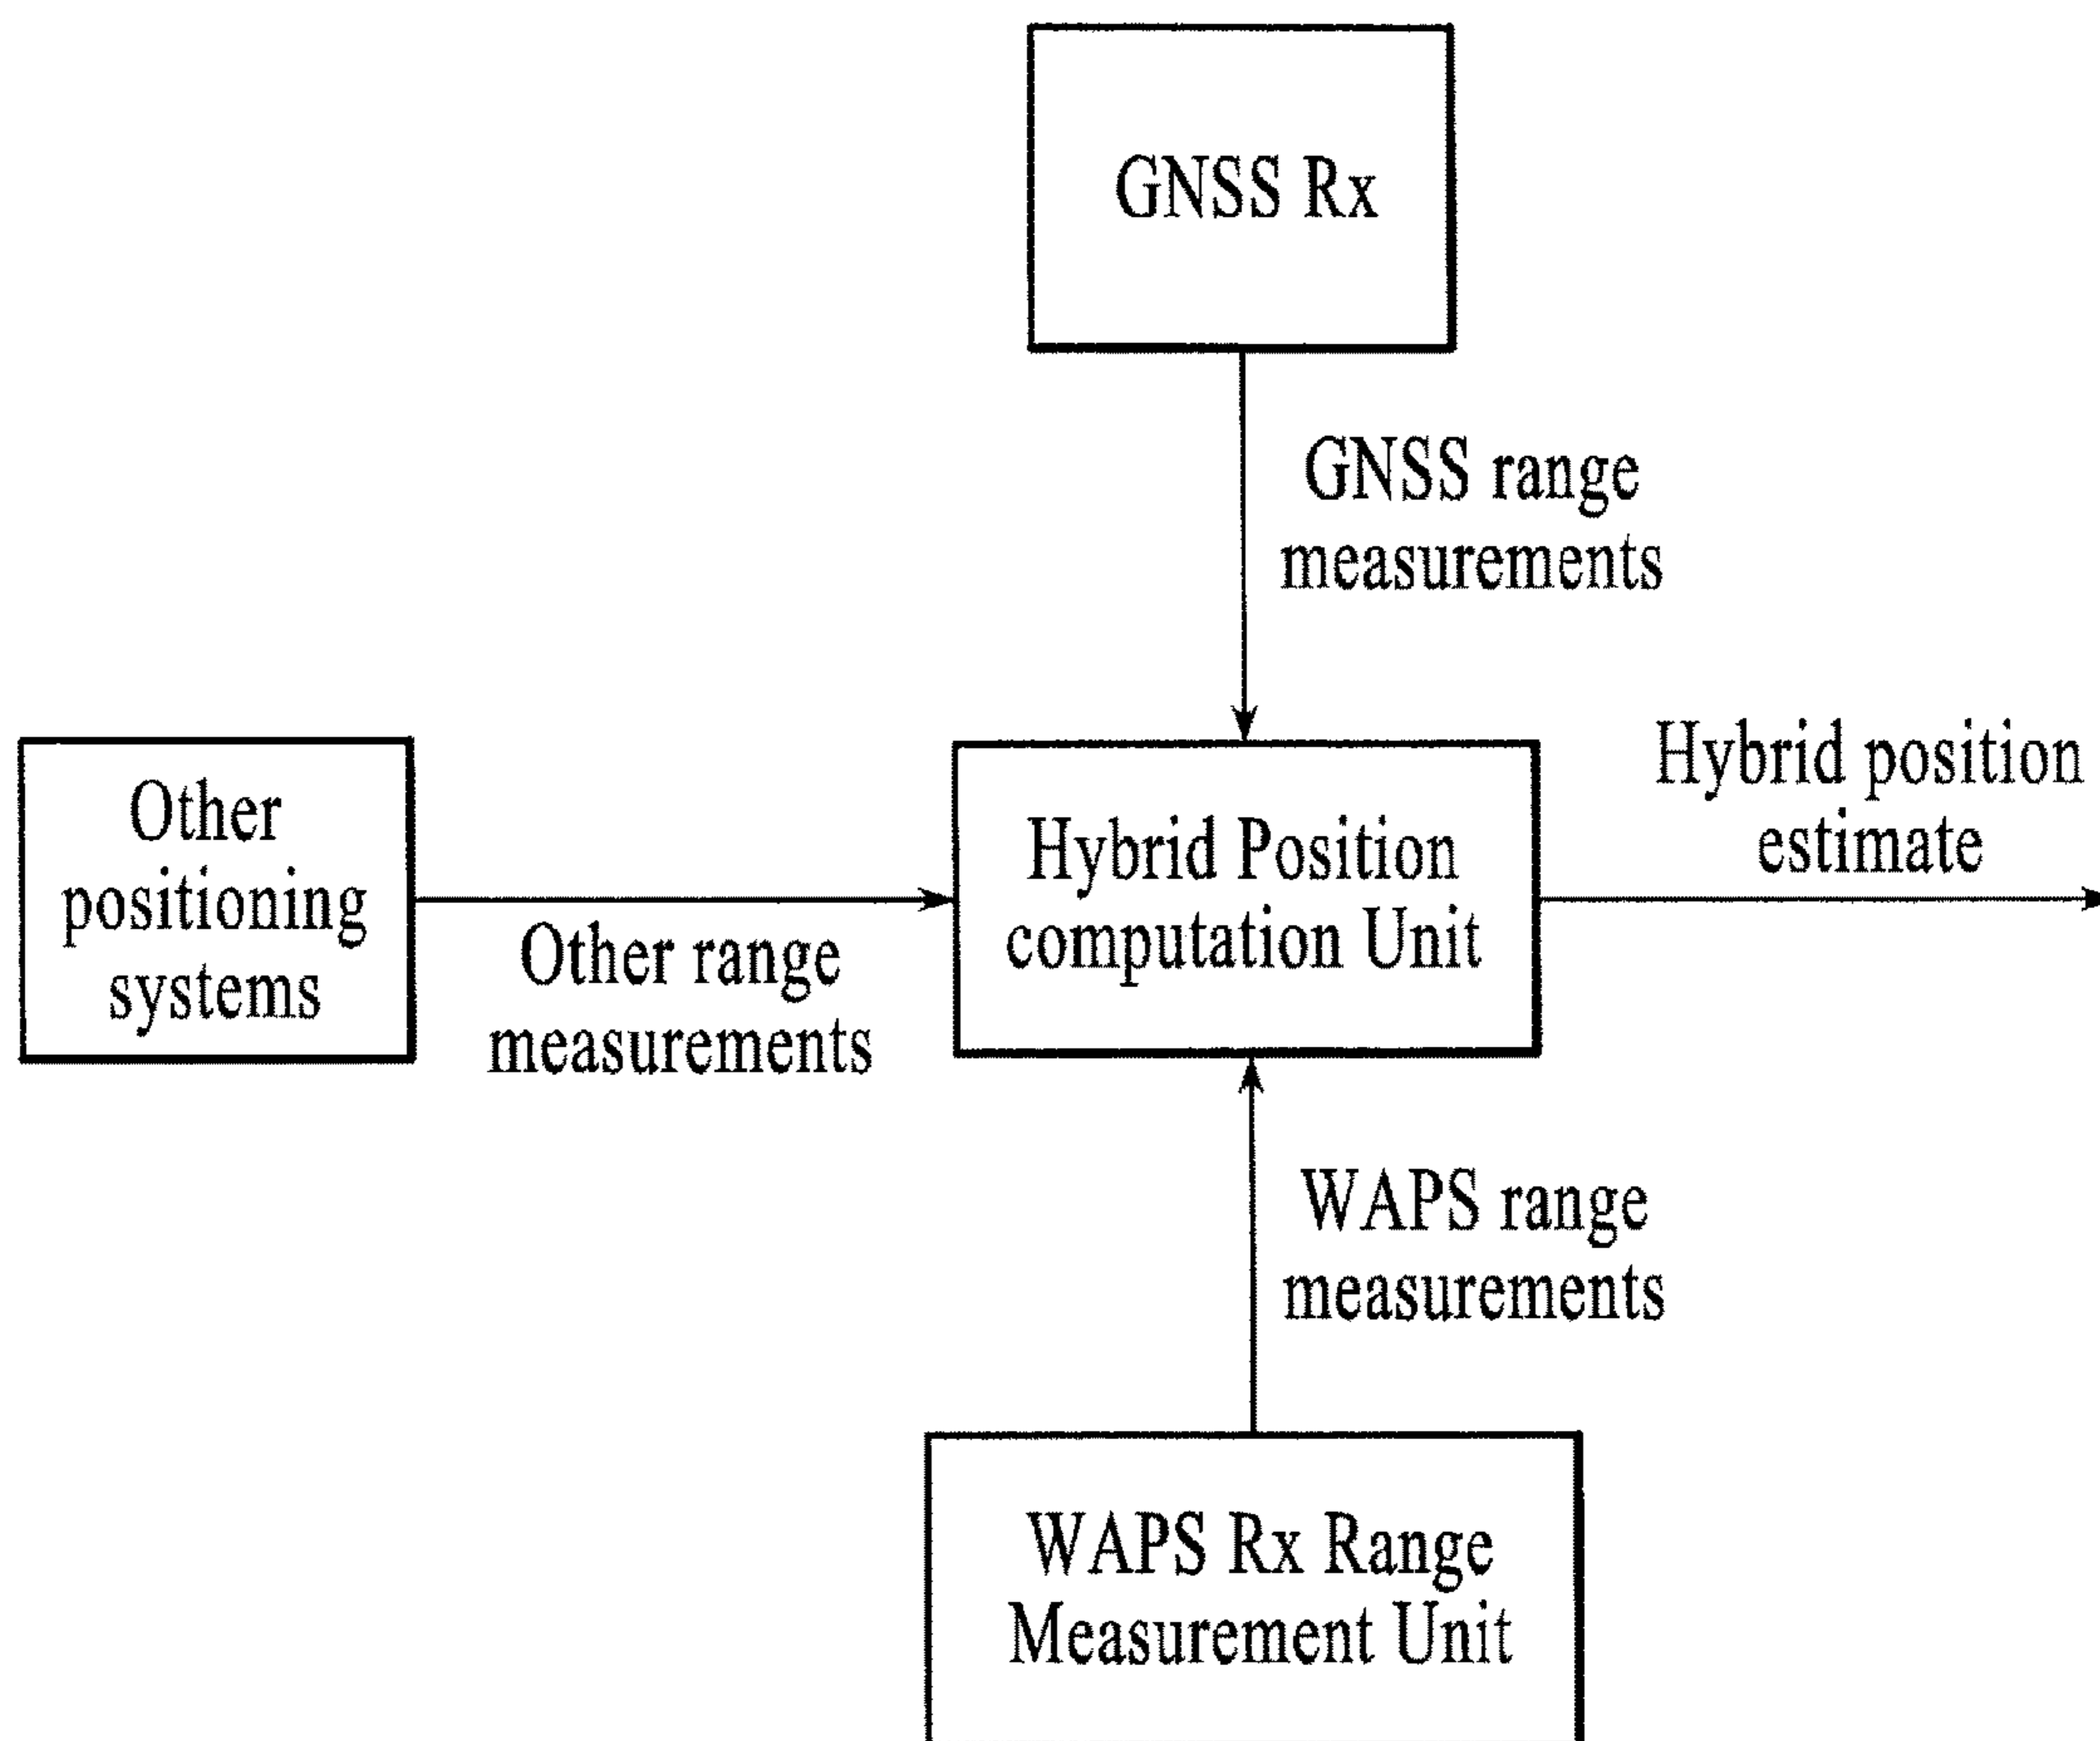 GNSS Rx
GNSS range
measurements
Other
positioning
systems
Other range
measurements
Hybrid Position
computation Unit
Hybrid position
estimate
WAPS range
measurements
WAPS Rx Range
Measurement Unit